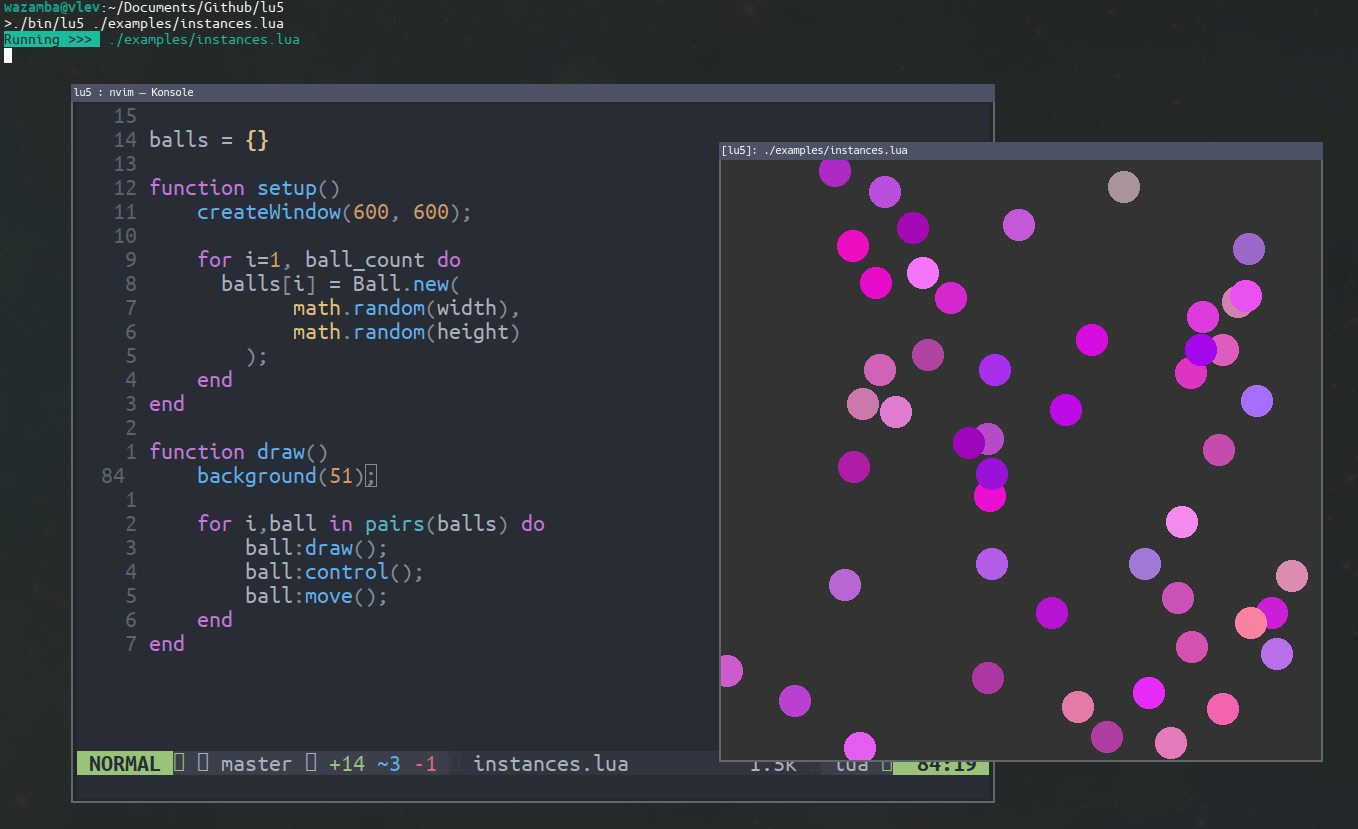 wazamba@vlev:~/Documents/Github/lu5
>./bin/lu5 ./examples/instances.lua
Running >>> ./examples/instances.lua
lu5 : nvim — Konsole
15
14 balls = {}
13
12 function setup()
11 createWindow(600, 600);
10
9 for i=1, ball_count do
8 balls[i] = Ball.new(
7 math.random(width),
6 math.random(height)
5 );
4 end
3 end
2
1 function draw()
84 background(51);
1
2 for i,ball in pairs(balls) do
3 ball:draw();
4 ball:control();
5 ball:move();
6 end
7 end
NORMAL master +14 ~3 -1 instances.lua 1.5k lua 84:19
[lu5]: ./examples/instances.lua